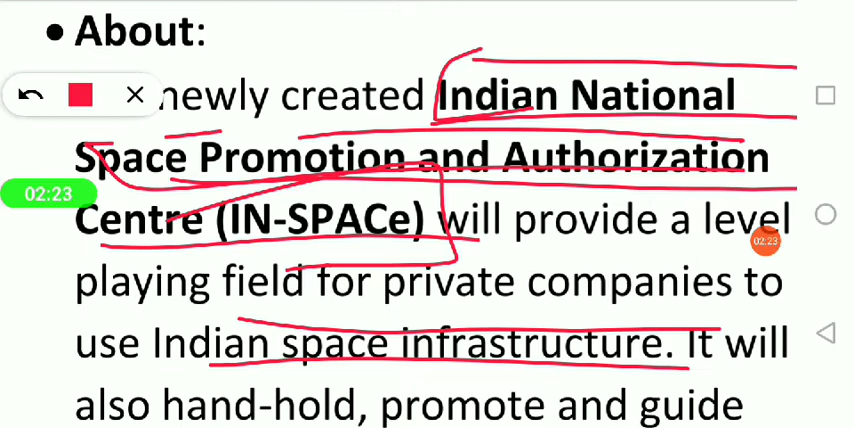 • About:
newly created Indian National
Space Promotion and Authorization
02:23
Centre (IN-SPACe) will provide a level
02:23
playing field for private companies to
use Indian space infrastructure. It will
also hand-hold, promote and guide